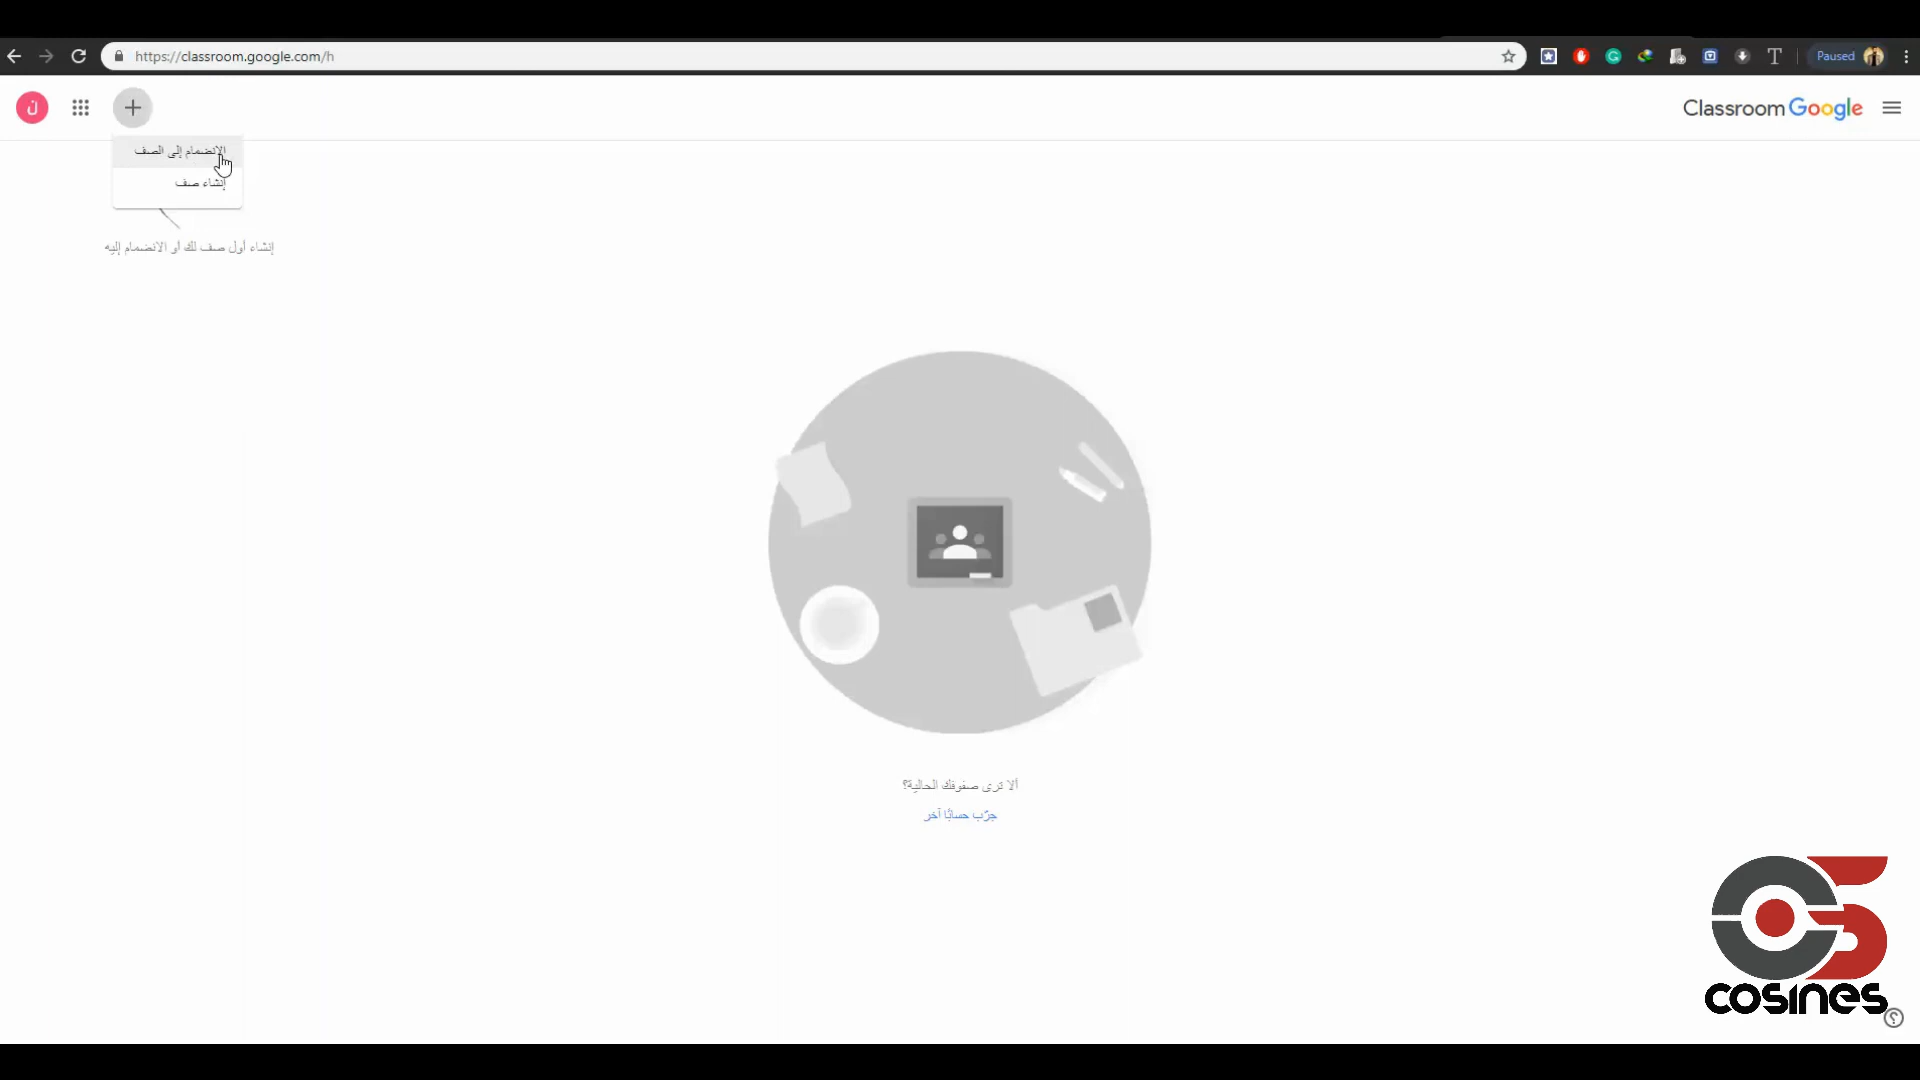 https://classroom.google.com/h
Paused
ن
Classroom Google
الانضمام إلى الصف
إنشاء صف
إنشاء أول صف لك أو الانضمام إليه
ألا ترى صفوفك الحالية؟
جرّب حسابًا آخر
cosines